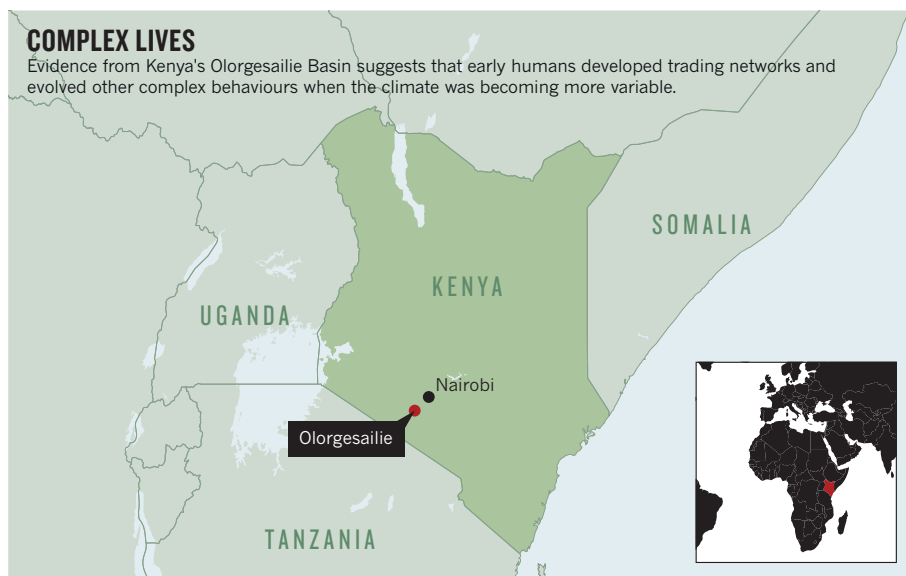 COMPLEX LIVES
Evidence from Kenya's Olorgesailie Basin suggests that early humans developed trading networks and
evolved other complex behaviours when the climate was becoming more variable.
SOMALIA
KENYA
UGANDA
Nairobi
Olorgesailie
TANZANIA